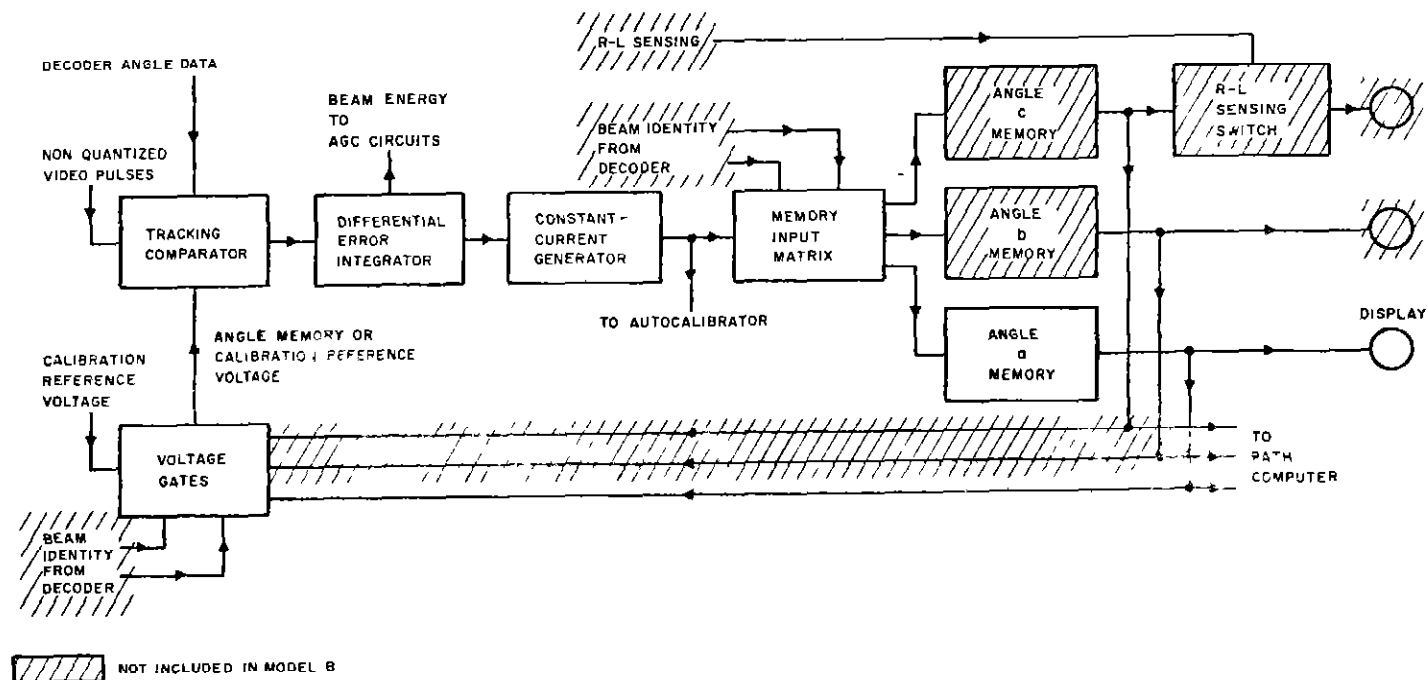 R-L SENSING
DECODER ANGLE DATA
BEAM ENERGY
TO
AGC CIRCUITS
NON QUANTIZED
VIDEO PULSES
BEAM IDENTITY
FROM
DECODER
ANGLE
c
MEMORY
R-L
SENSING
SWITCH
TRACKING
COMPARATOR
DIFFERENTIAL
ERROR
INTEGRATOR
CONSTANT-
CURRENT
GENERATOR
MEMORY
INPUT
MATRIX
ANGLE
b
MEMORY
TO AUTOCALIBRATOR
ANGLE
a
MEMORY
DISPLAY
ANGLE MEMORY OR
CALIBRATION REFERENCE
VOLTAGE
CALIBRATION
REFERENCE
VOLTAGE
VOLTAGE
GATES
TO
PATH
COMPUTER
BEAM
IDENTITY
FROM
DECODER
NOT INCLUDED IN MODEL B